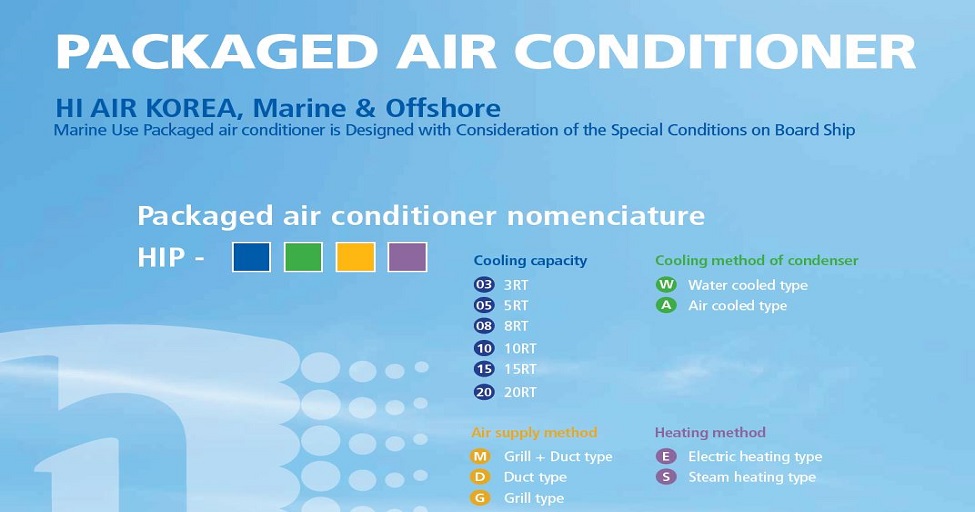 PACKAGED AIR CONDITIONER
HI AIR KOREA, Marine & Offshore
Marine Use Packaged air conditioner is Designed with Consideration of the Special Conditions on Board Ship
Packaged air conditioner nomenciature
HIP -
Cooling capacity
03 3RT
05 5RT
08 8RT
10 10RT
15 15RT
20 20RT
Cooling method of condenser
W Water cooled type
A Air cooled type
Air supply method
M Grill + Duct type
D Duct type
G Grill type
Heating method
E Electric heating type
S Steam heating type